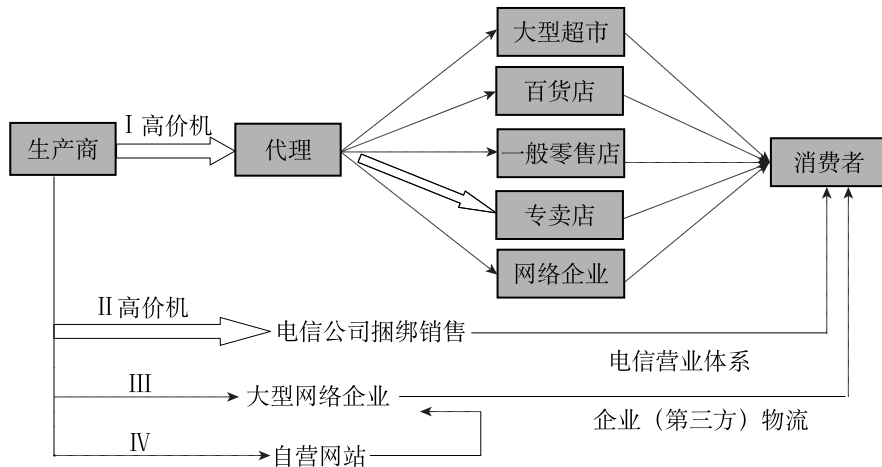 大型超市
百货店
Ⅰ高价机
生产商
代理
一般零售店
消费者
专卖店
网络企业
Ⅱ高价机
电信公司捆绑销售
电信营业体系
Ⅲ
大型网络企业
企业（第三方）物流
Ⅳ
自营网站